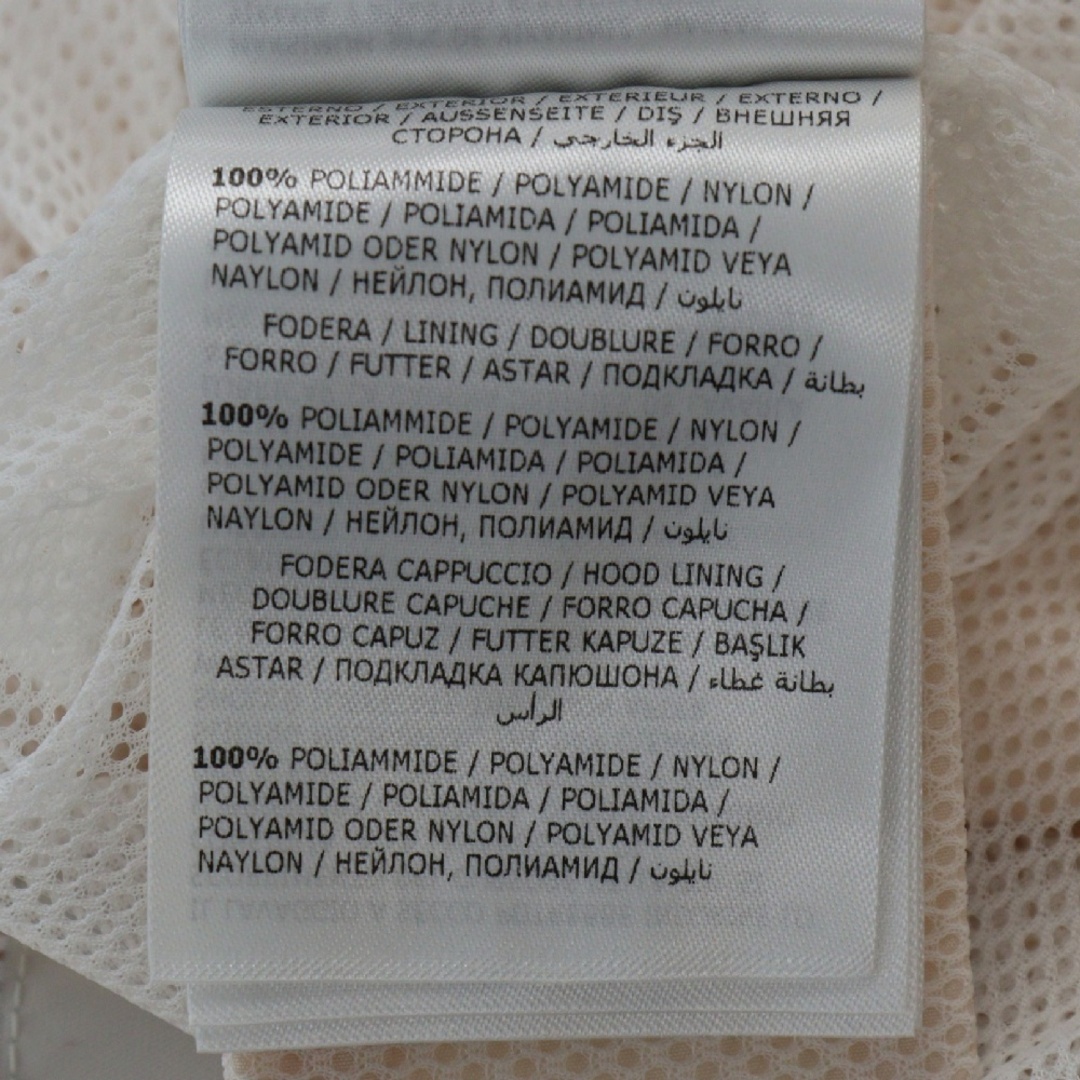 ESTERNO / EXTERIOR / EXTERIEUR / EXTERNO /
EXTERIOR / AUSSENSEITE / DIŞ / ВНЕШНЯЯ
СТОРОНА / الجزء الخارجي
100% POLIAMMIDE / POLYAMIDE / NYLON /
POLYAMIDE / POLIAMIDA / POLIAMIDA /
POLYAMID ODER NYLON / POLYAMID VEYA
NAYLON / НЕЙЛОН, ПОЛИАМИД / نايلون
FODERA / LINING / DOUBLURE / FORRO /
FORRO / FUTTER / ASTAR / ПОДКЛАДКА / بطانة
100% POLIAMMIDE / POLYAMIDE / NYLON /
POLYAMIDE / POLIAMIDA / POLIAMIDA /
POLYAMID ODER NYLON / POLYAMID VEYA
NAYLON / НЕЙЛОН, ПОЛИАМИД / نايلون
FODERA CAPPUCCIO / HOOD LINING /
DOUBLURE CAPUCHE / FORRO CAPUCHA /
FORRO CAPUZ / FUTTER KAPUZE / BAŞLIK
ASTAR / ПОДКЛАДКА КАПЮШОНА / بطانة غطاء
الرأس
100% POLIAMMIDE / POLYAMIDE / NYLON /
POLYAMIDE / POLIAMIDA / POLIAMIDA /
POLYAMID ODER NYLON / POLYAMID VEYA
NAYLON / НЕЙЛОН, ПОЛИАМИД / نايلون